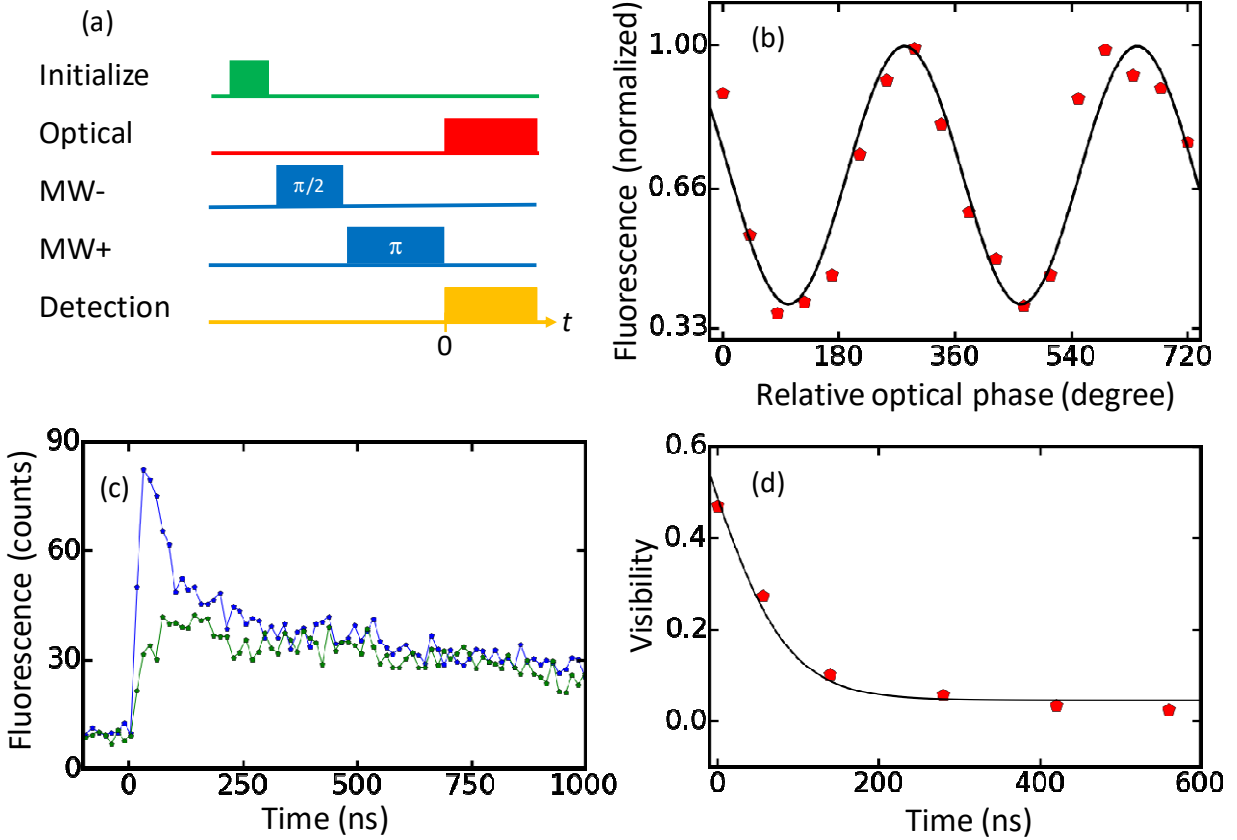 (a)
Initialize
Optical
MW-
π/2
MW+
π
Detection
t
0
(b)
Fluorescence (normalized)
1.00
0.66
0.33
0
180
360
540
720
Relative optical phase (degree)
(c)
Fluorescence (counts)
90
60
30
0
0
250
500
750
1000
Time (ns)
(d)
Visibility
0.6
0.4
0.2
0.0
0
200
400
600
Time (ns)